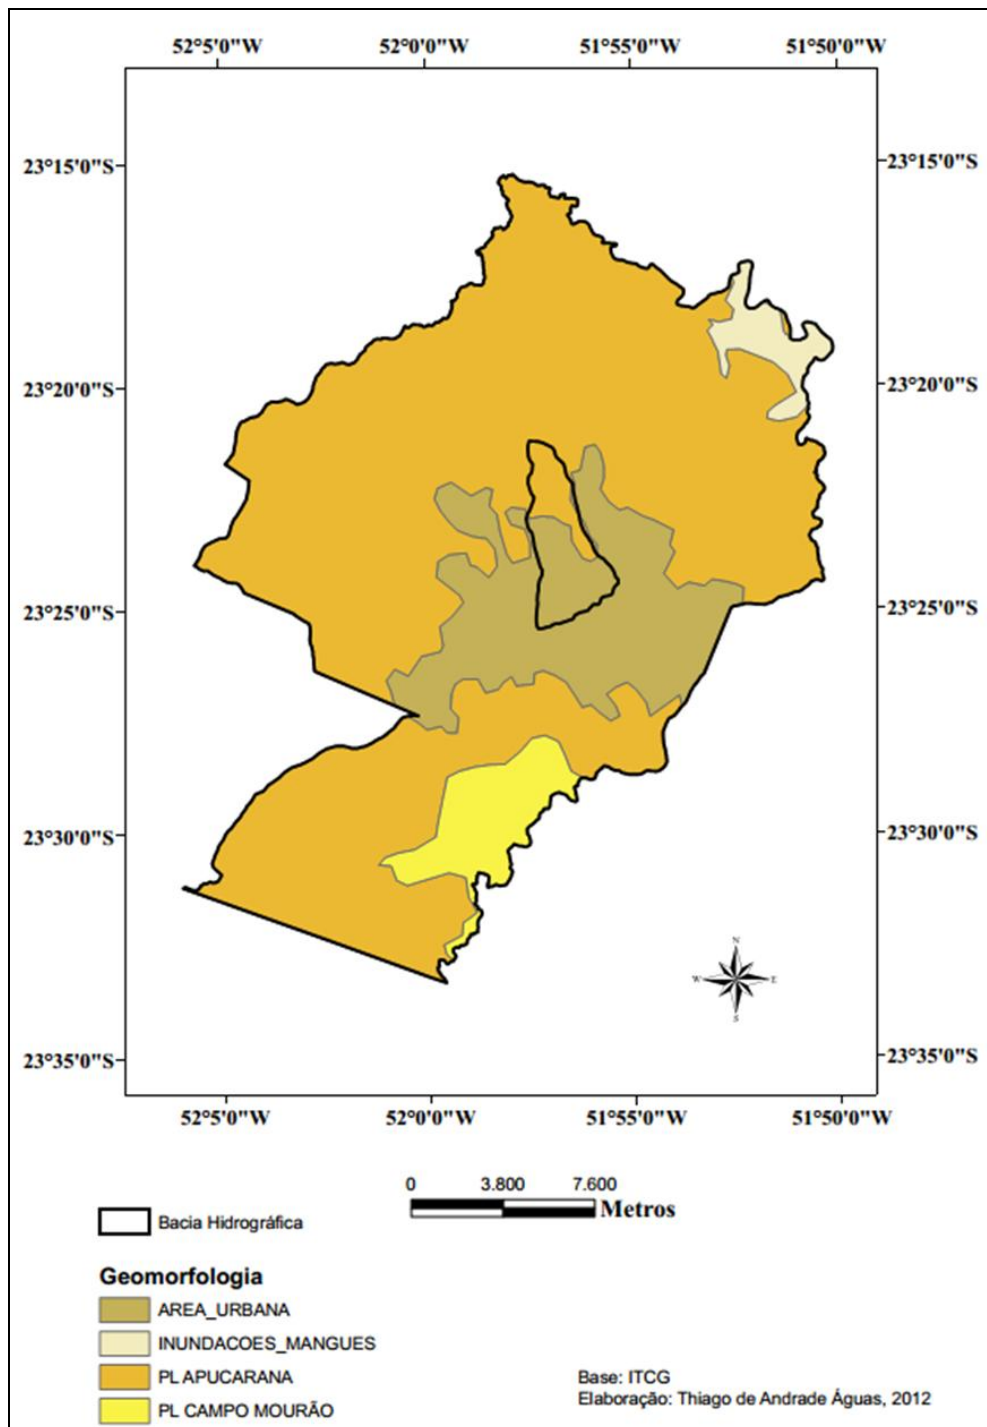 52°5'0"W 52°0'0"W 51°55'0"W 51°50'0"W
23°15'0"S 23°15'0"S
23°20'0"S 23°20'0"S
23°25'0"S 23°25'0"S
23°30'0"S 23°30'0"S
N
W E
S
23°35'0"S 23°35'0"S
52°5'0"W 52°0'0"W 51°55'0"W 51°50'0"W
0 3.800 7.600
Metros
Bacia Hidrográfica
Geomorfologia
AREA_URBANA
INUNDACOES_MANGUES
PL APUCARANA
PL CAMPO MOURÃO
Base: ITCG
Elaboração: Thiago de Andrade Águas, 2012